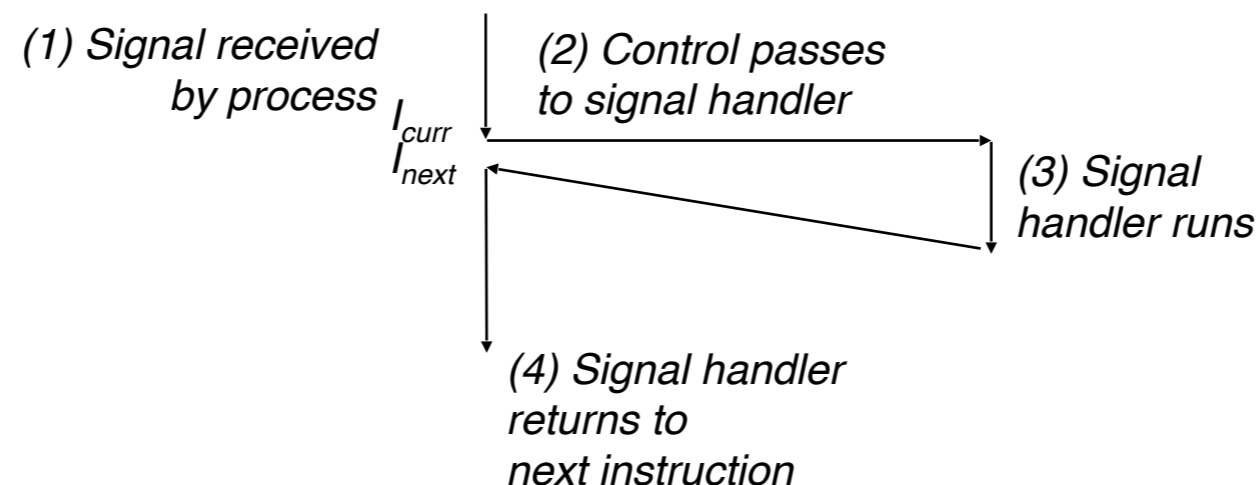 (1) Signal received
by process
I_curr
I_next
(2) Control passes
to signal handler
(3) Signal
handler runs
(4) Signal handler
returns to
next instruction